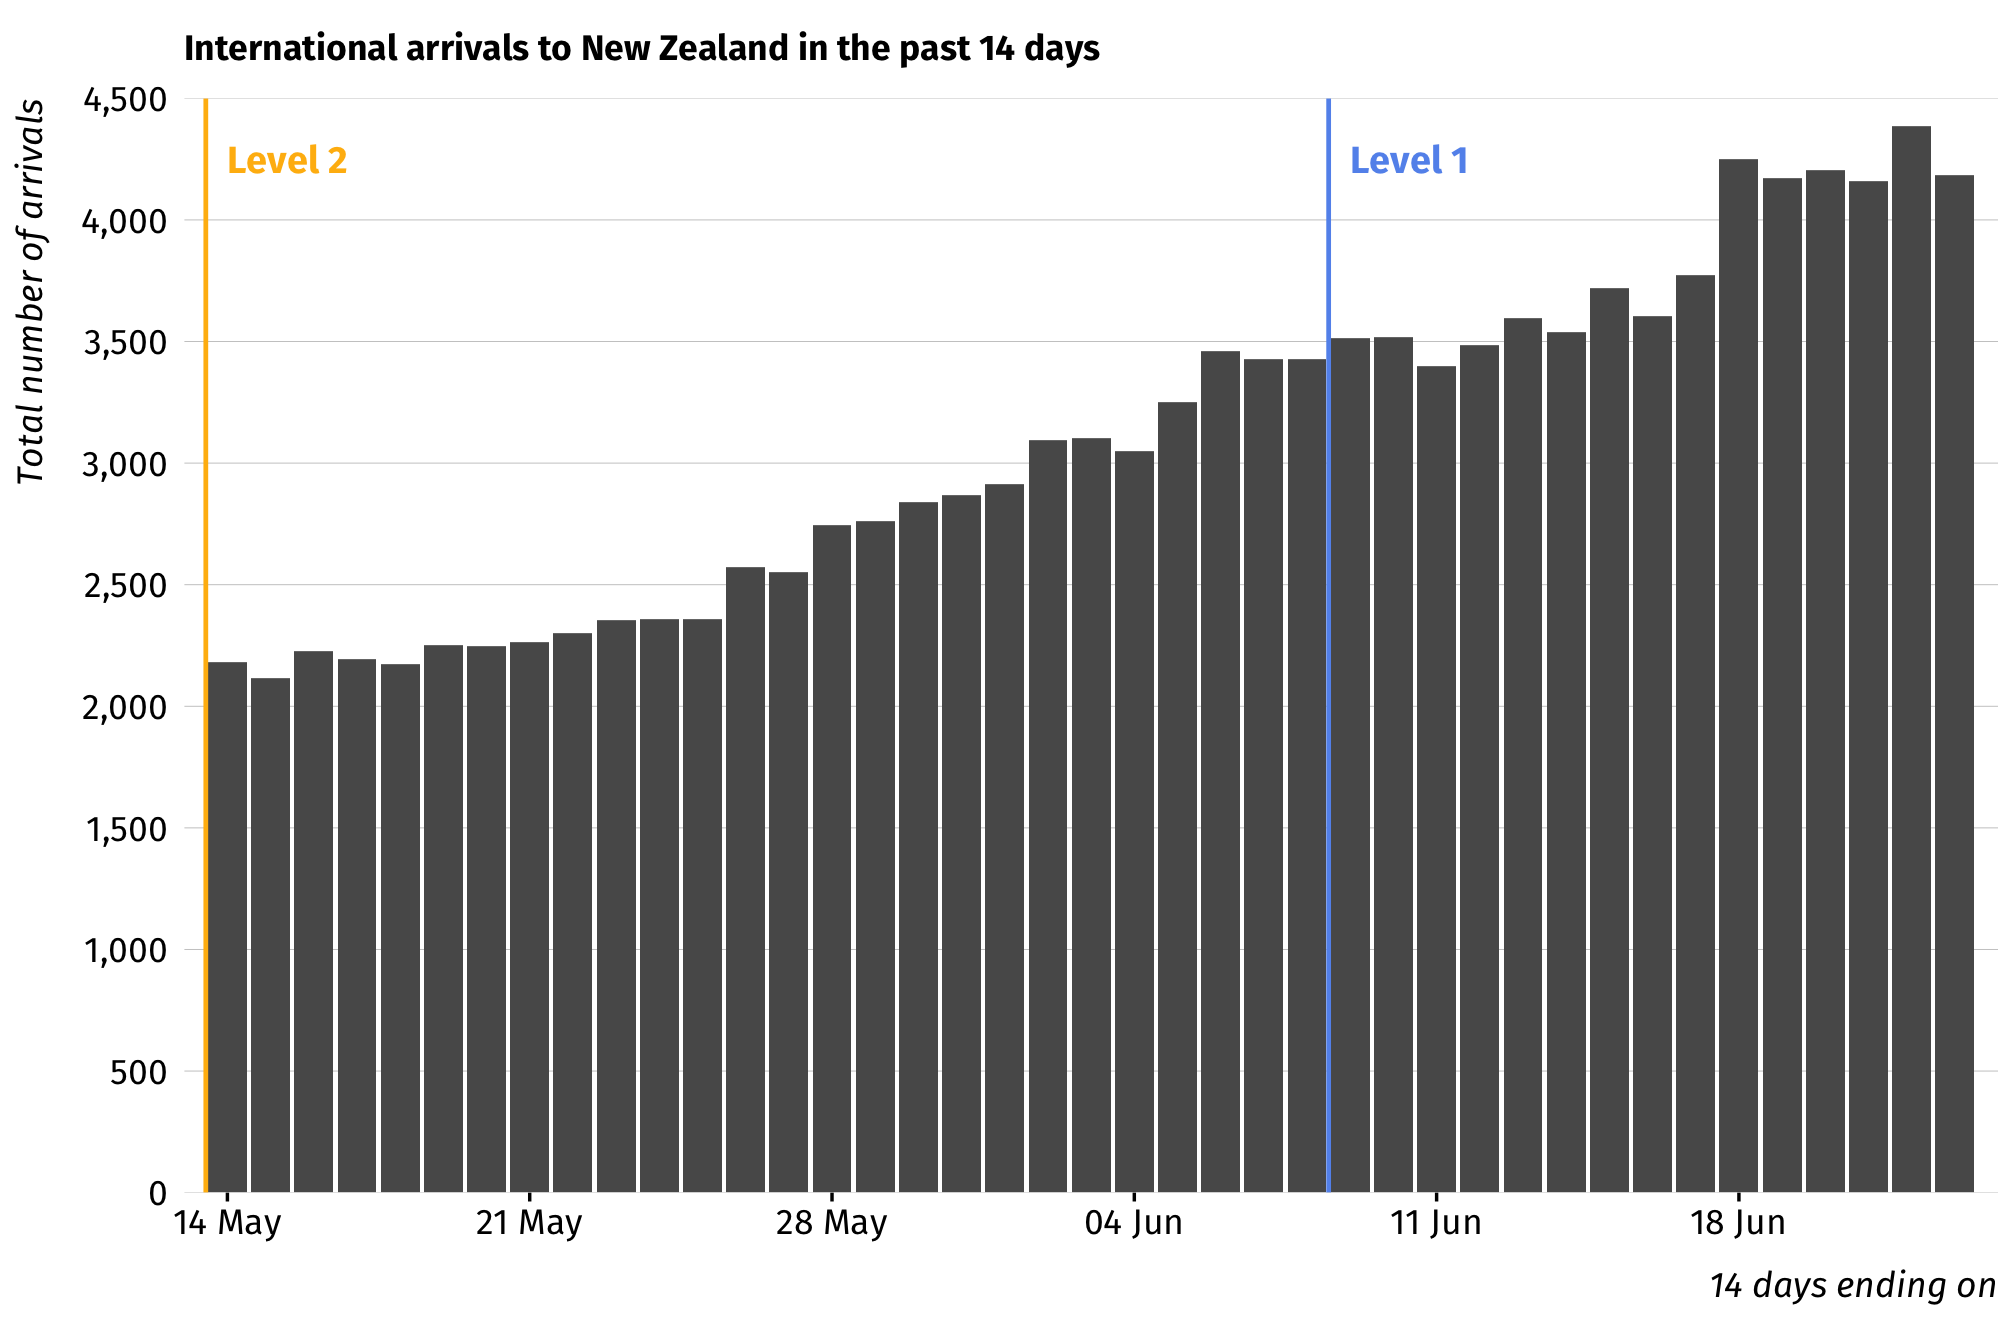 International arrivals to New Zealand in the past 14 days
Total number of arrivals
4,500
4,000
3,500
3,000
2,500
2,000
1,500
1,000
500
0
Level 2
Level 1
14 May
21 May
28 May
04 Jun
11 Jun
18 Jun
14 days ending on